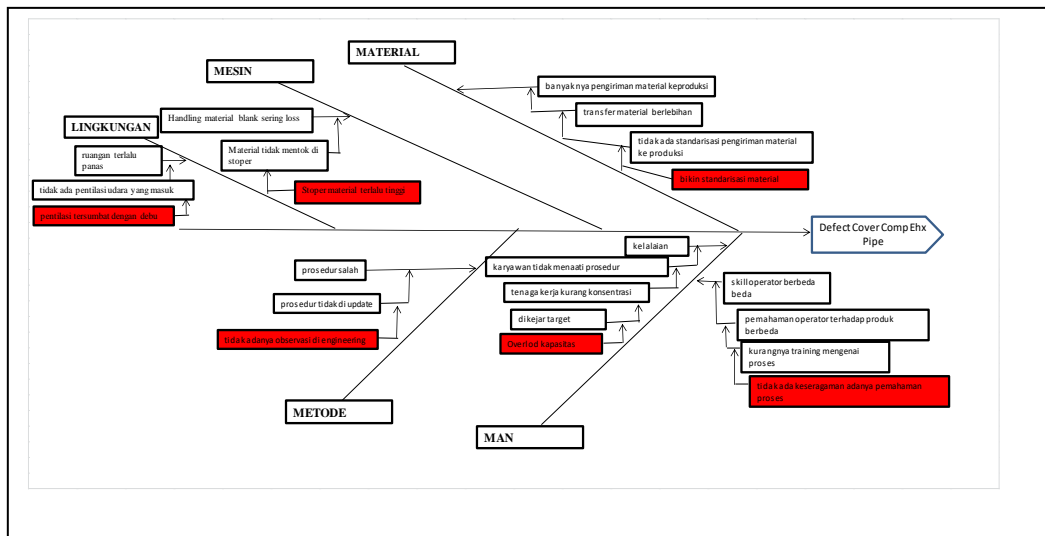 MATERIAL
MESIN
banyaknya pengiriman material keproduksi
transfer material berlebihan
Handling material blank sering loss
LINGKUNGAN
tidak ada standarisasi pengiriman material
ke produksi
ruangan terlalu
panas
Material tidak mentok di
stoper
bikin standarisasi material
tidak ada pentilasi udara yang masuk
Stoper material terlalu tinggi
pentilasi tersumbat dengan debu
Defect Cover Comp Ehx
Pipe
kelalaian
prosedur salah
karyawan tidak menaati prosedur
skill operator berbeda
beda
prosedur tidak di update
tenaga kerja kurang konsentrasi
dikejar target
pemahaman operator terhadap produk
berbeda
tidak adanya observasi di engineering
Overlod kapasitas
kurangnya training mengenai
proses
tidak ada keseragaman adanya pemahaman
proses
METODE
MAN